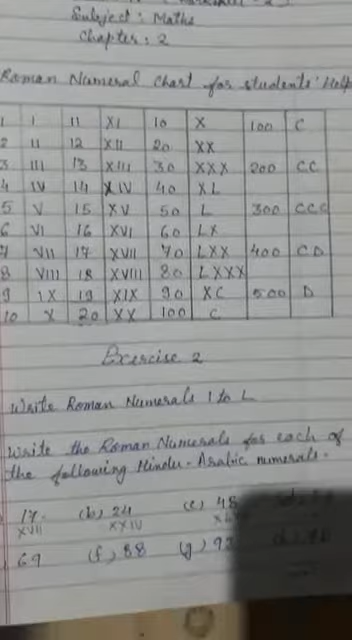 Subject: Maths
Chapter: 2
Roman Numeral Chart for students' Help
1 I 11 XI 10 X 100 C
2 II 12 XII 20 XX
3 III 13 XIII 30 XXX 200 CC
4 IV 14 XIV 40 XL
5 V 15 XV 50 L 300 CCC
6 VI 16 XVI 60 LX
7 VII 17 XVII 70 LXX 400 CD
8 VIII 18 XVIII 80 LXXX
9 IX 19 XIX 90 XC 500 D
10 X 20 XX 100 C
Exercise 2
Write Roman Numerals 1 to L
Write the Roman Numerals for each of
the following Hindu-Arabic numerals.
17 (b) 24 (c) 48
XVII XXIV
69 (f) 88 (g)